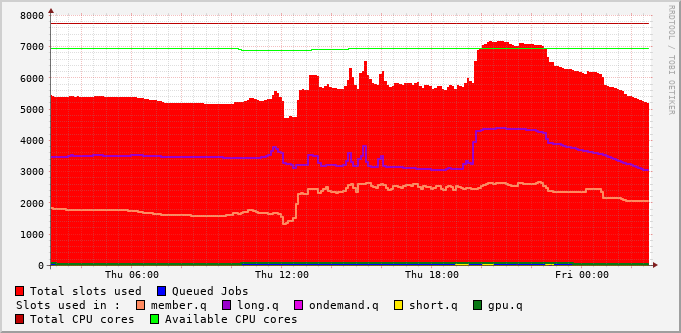 8000
7000
6000
5000
4000
3000
2000
1000
0
Thu 06:00 Thu 12:00 Thu 18:00 Fri 00:00
RRDTOOL / TOBI OETIKER
Total slots used Queued Jobs
Slots used in : member.q long.q ondemand.q short.q gpu.q
Total CPU cores Available CPU cores